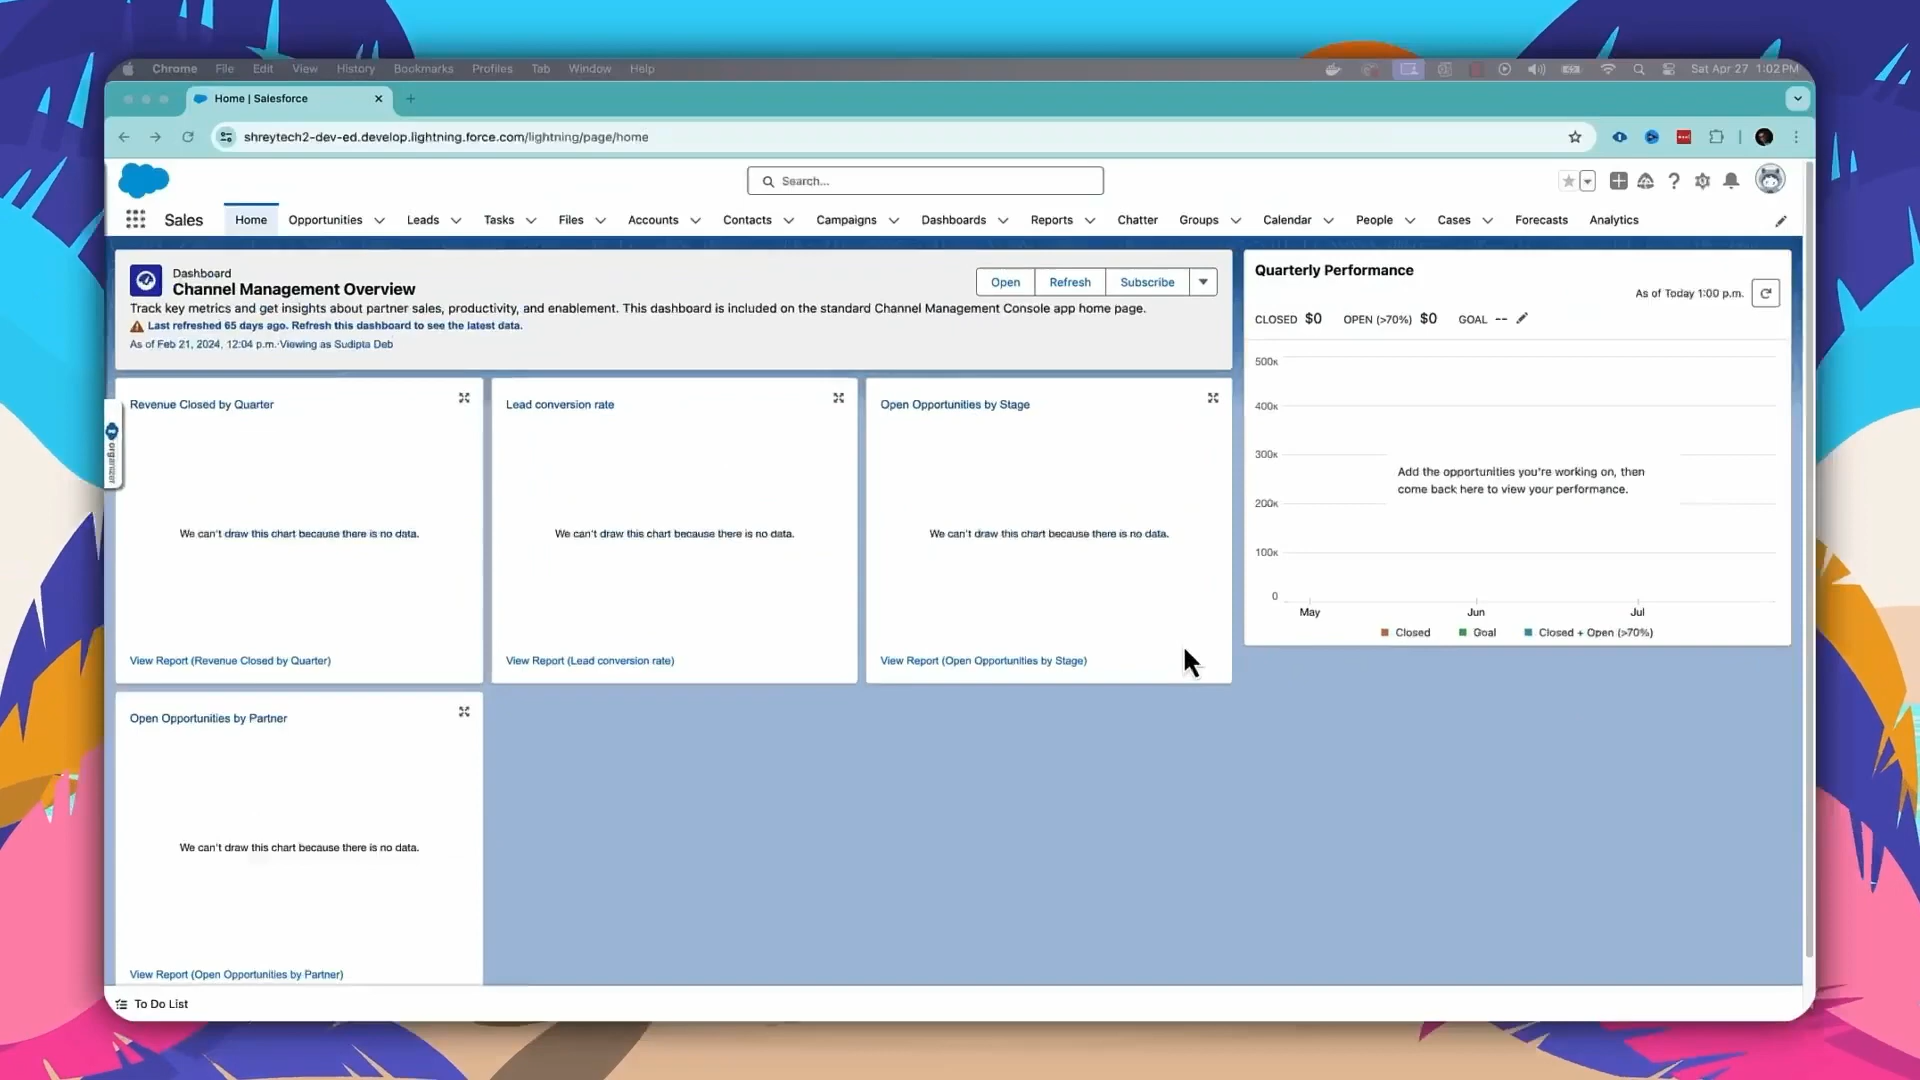 Chrome File Edit View History Bookmarks Profiles Tab Window Help Sat Apr 27 1:02 PM
Home | Salesforce
shreytech2-dev-ed.develop.lightning.force.com/lightning/page/home
Search...
Sales Home Opportunities Leads Tasks Files Accounts Contacts Campaigns Dashboards Reports Chatter Groups Calendar People Cases Forecasts Analytics
Dashboard
Channel Management Overview
Open Refresh Subscribe
Track key metrics and get insights about partner sales, productivity, and enablement. This dashboard is included on the standard Channel Management Console app home page.
Last refreshed 65 days ago. Refresh this dashboard to see the latest data.
As of Feb 21, 2024, 12:04 p.m.·Viewing as Sudipta Deb
Quarterly Performance
As of Today 1:00 p.m.
CLOSED $0 OPEN (>70%) $0 GOAL --
500K
400K
300K
200K
100K
0
Add the opportunities you're working on, then
come back here to view your performance.
May Jun Jul
Closed Goal Closed + Open (>70%)
organizer
Revenue Closed by Quarter
We can't draw this chart because there is no data.
View Report (Revenue Closed by Quarter)
Lead conversion rate
We can't draw this chart because there is no data.
View Report (Lead conversion rate)
Open Opportunities by Stage
We can't draw this chart because there is no data.
View Report (Open Opportunities by Stage)
Open Opportunities by Partner
We can't draw this chart because there is no data.
View Report (Open Opportunities by Partner)
To Do List